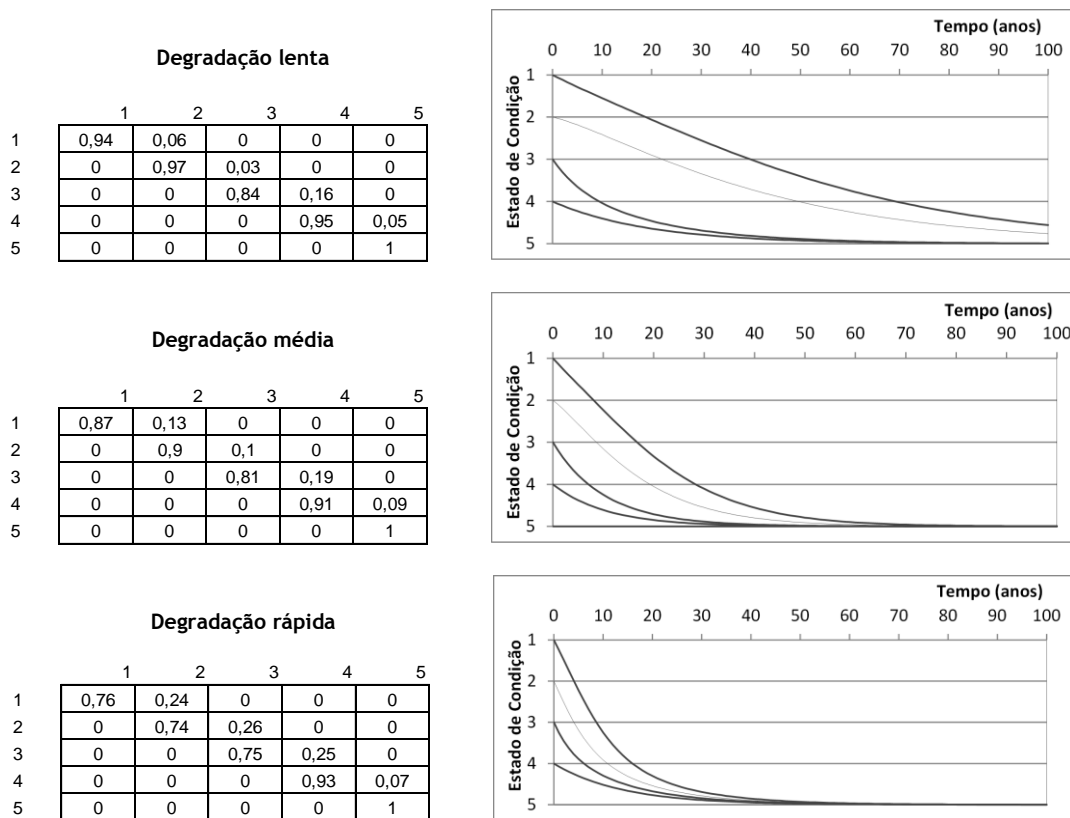 Degradação lenta
1 2 3 4 5
1 0,94 0,06 0 0 0
2 0 0,97 0,03 0 0
3 0 0 0,84 0,16 0
4 0 0 0 0,95 0,05
5 0 0 0 0 1
Tempo (anos)
0 10 20 30 40 50 60 70 80 90 100
Estado de Condição
1
2
3
4
5
Degradação média
1 2 3 4 5
1 0,87 0,13 0 0 0
2 0 0,9 0,1 0 0
3 0 0 0,81 0,19 0
4 0 0 0 0,91 0,09
5 0 0 0 0 1
Tempo (anos)
0 10 20 30 40 50 60 70 80 90 100
Estado de Condição
1
2
3
4
5
Degradação rápida
1 2 3 4 5
1 0,76 0,24 0 0 0
2 0 0,74 0,26 0 0
3 0 0 0,75 0,25 0
4 0 0 0 0,93 0,07
5 0 0 0 0 1
Tempo (anos)
0 10 20 30 40 50 60 70 80 90 100
Estado de Condição
1
2
3
4
5